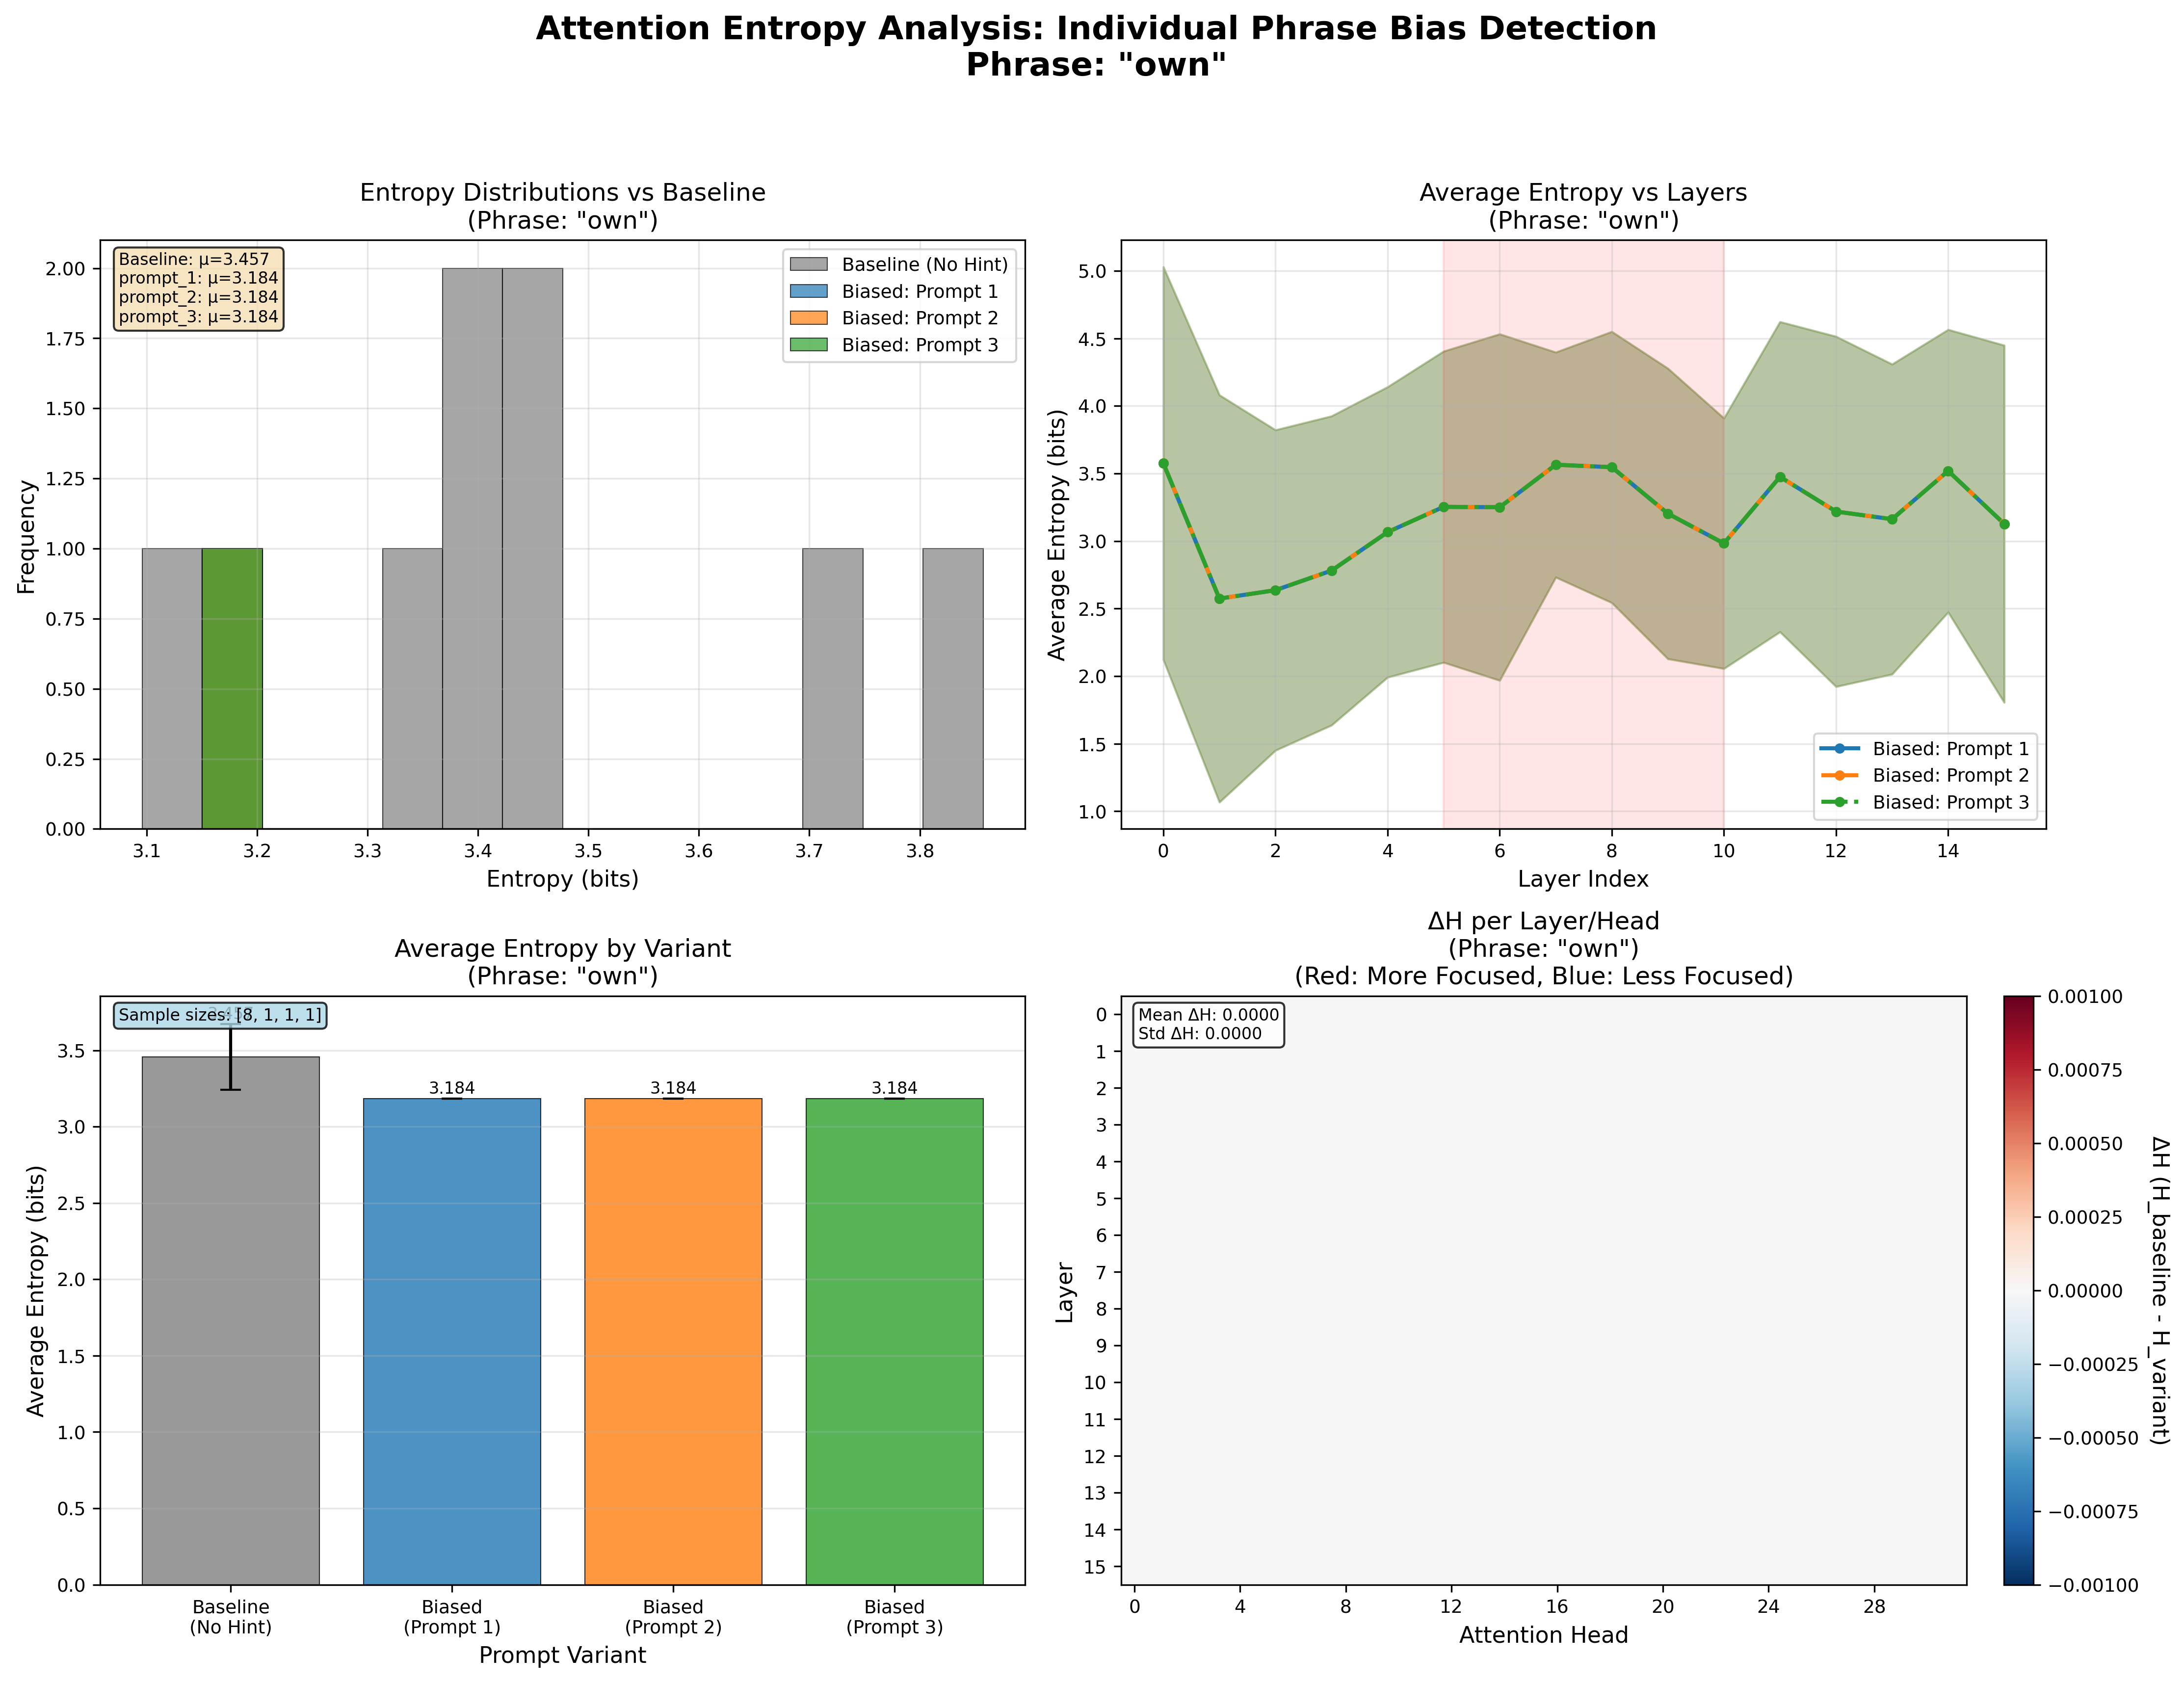 Attention Entropy Analysis: Individual Phrase Bias Detection
Phrase: "own"
Entropy Distributions vs Baseline
(Phrase: "own")
Baseline: μ=3.457
prompt_1: μ=3.184
prompt_2: μ=3.184
prompt_3: μ=3.184
Baseline (No Hint)
Biased: Prompt 1
Biased: Prompt 2
Biased: Prompt 3
Frequency
2.00
1.75
1.50
1.25
1.00
0.75
0.50
0.25
0.00
3.1 3.2 3.3 3.4 3.5 3.6 3.7 3.8
Entropy (bits)
Average Entropy vs Layers
(Phrase: "own")
Average Entropy (bits)
5.0
4.5
4.0
3.5
3.0
2.5
2.0
1.5
1.0
Biased: Prompt 1
Biased: Prompt 2
Biased: Prompt 3
0 2 4 6 8 10 12 14
Layer Index
Average Entropy by Variant
(Phrase: "own")
Sample sizes: [8, 1, 1, 1]
Average Entropy (bits)
3.5
3.0
2.5
2.0
1.5
1.0
0.5
0.0
3.184 3.184 3.184
Baseline
(No Hint)
Biased
(Prompt 1)
Biased
(Prompt 2)
Biased
(Prompt 3)
Prompt Variant
ΔH per Layer/Head
(Phrase: "own")
(Red: More Focused, Blue: Less Focused)
Mean ΔH: 0.0000
Std ΔH: 0.0000
Layer
0
1
2
3
4
5
6
7
8
9
10
11
12
13
14
15
0 4 8 12 16 20 24 28
Attention Head
0.00100
0.00075
0.00050
0.00025
0.00000
−0.00025
−0.00050
−0.00075
−0.00100
ΔH (H_baseline - H_variant)